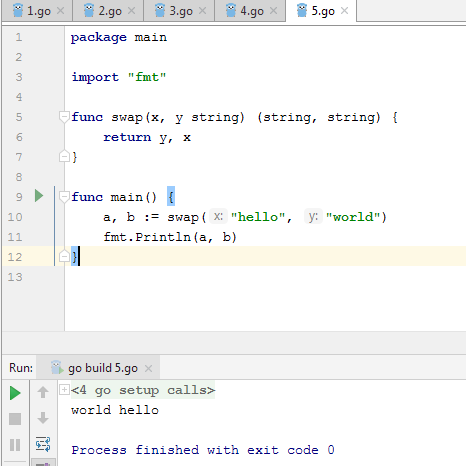 1.go 2.go 3.go 4.go 5.go
1 package main
2
3 import "fmt"
4
5 func swap(x, y string) (string, string) {
6 return y, x
7 }
8
9 func main() {
10 a, b := swap( x: "hello", y: "world")
11 fmt.Println(a, b)
12 }
13
Run: go build 5.go
<4 go setup calls>
world hello
Process finished with exit code 0